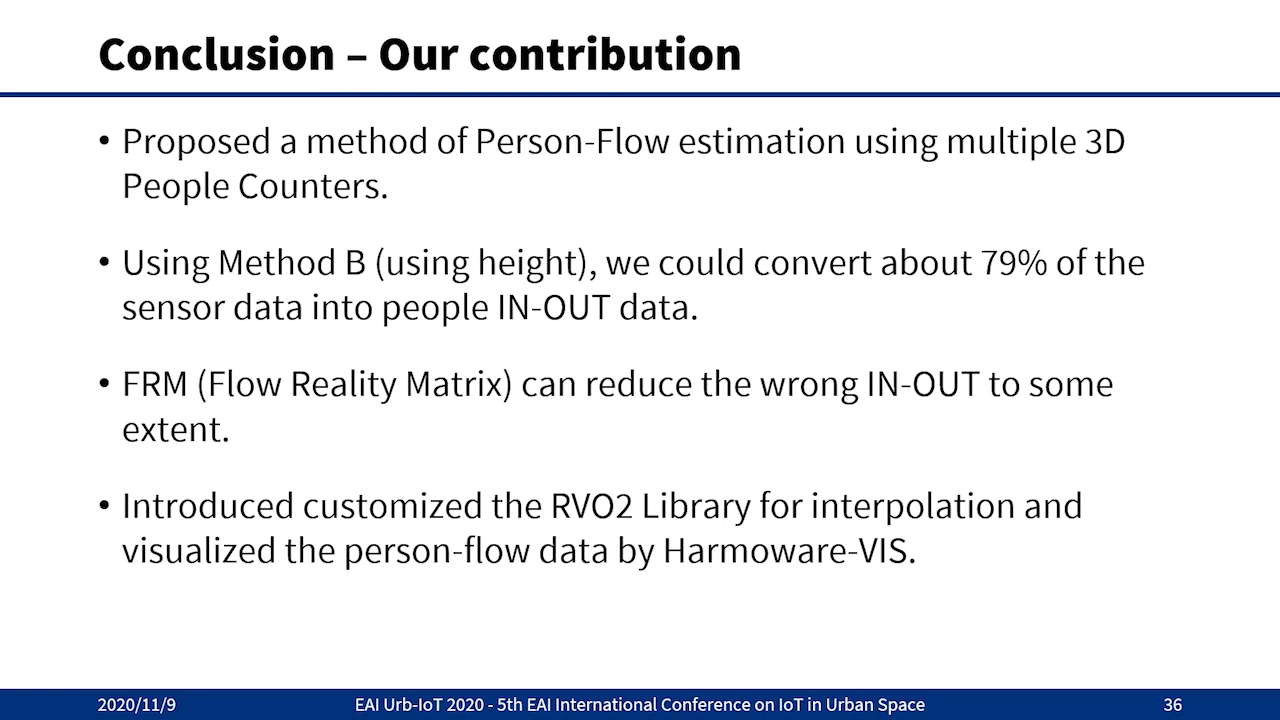 Conclusion – Our contribution
• Proposed a method of Person-Flow estimation using multiple 3D
People Counters.
• Using Method B (using height), we could convert about 79% of the
sensor data into people IN-OUT data.
• FRM (Flow Reality Matrix) can reduce the wrong IN-OUT to some
extent.
• Introduced customized the RVO2 Library for interpolation and
visualized the person-flow data by Harmoware-VIS.
2020/11/9 EAI Urb-IoT 2020 - 5th EAI International Conference on IoT in Urban Space 36